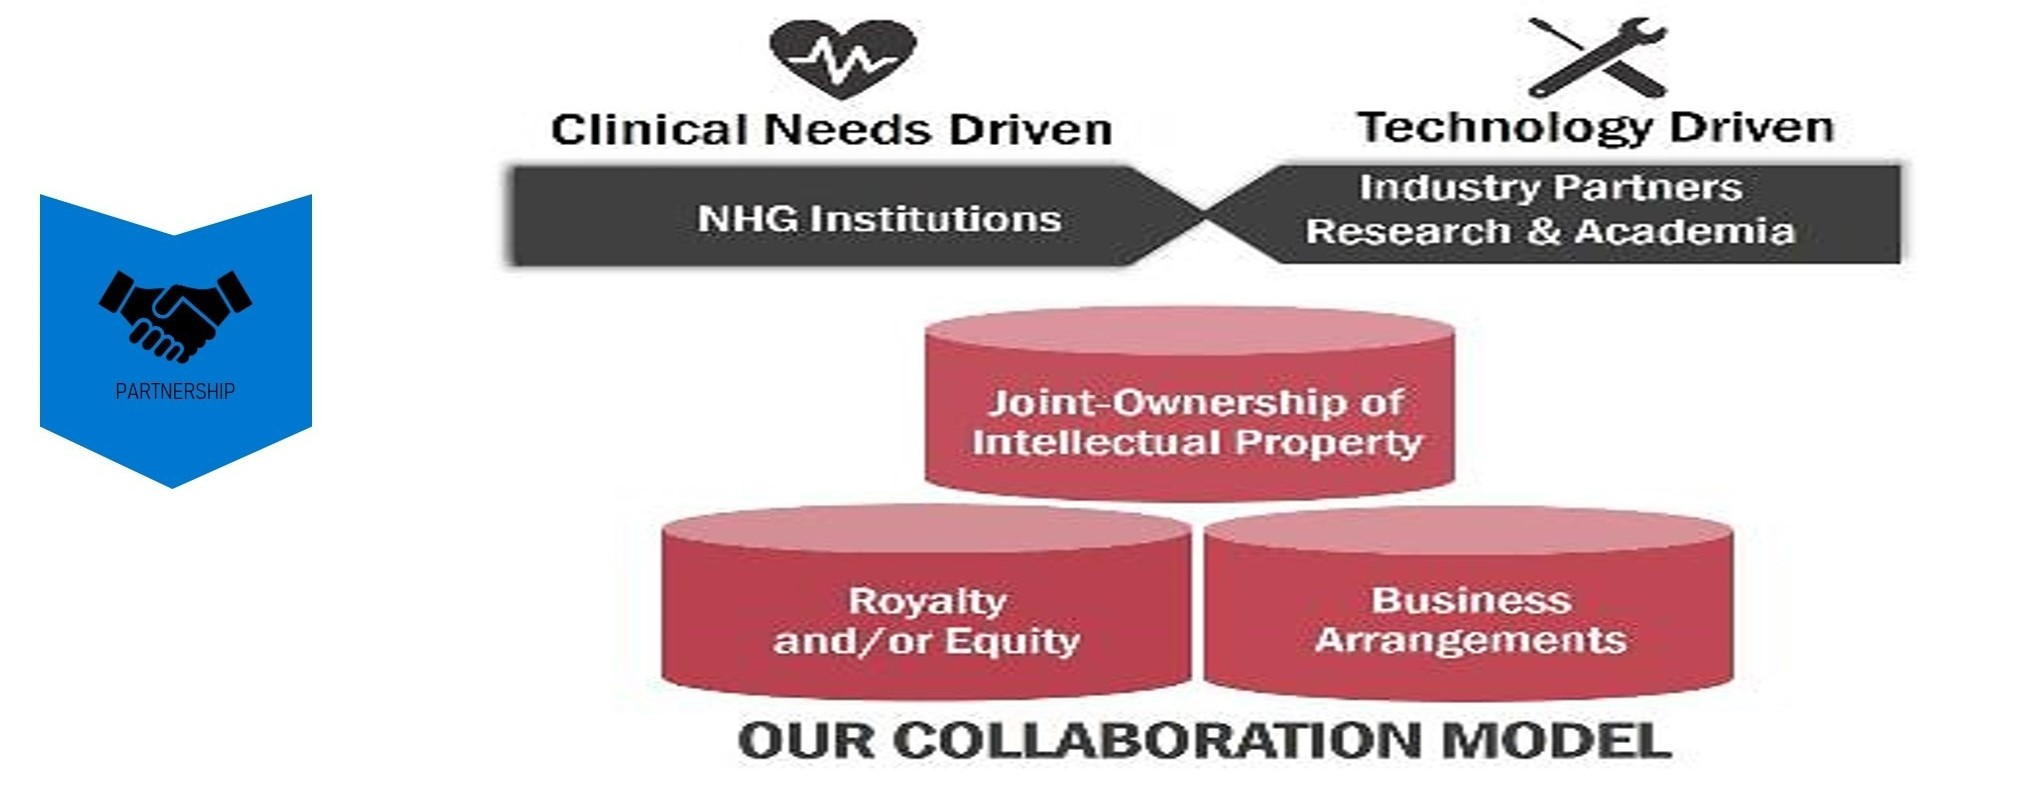 Clinical Needs Driven
Technology Driven
NHG Institutions
Industry Partners
Research & Academia
PARTNERSHIP
Joint-Ownership of
Intellectual Property
Royalty
and/or Equity
Business
Arrangements
OUR COLLABORATION MODEL